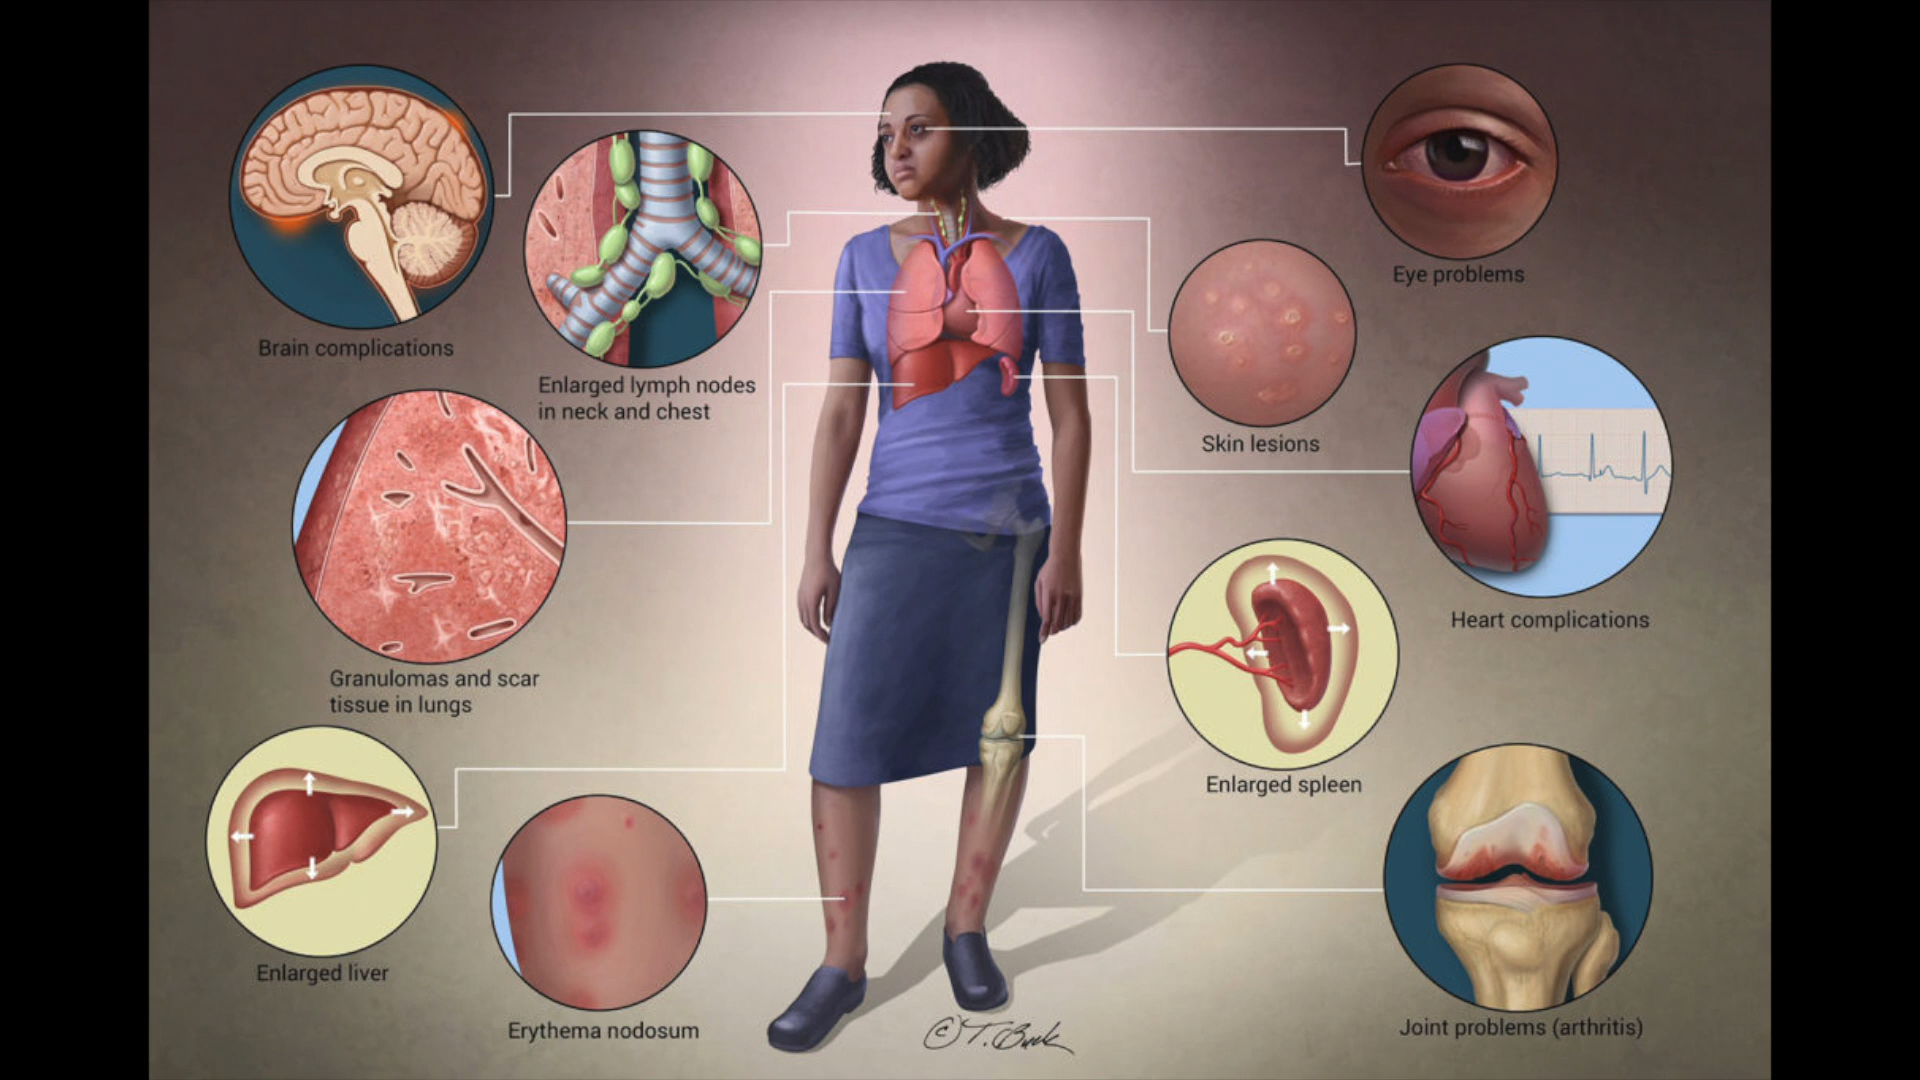 Brain complications
Enlarged lymph nodes
in neck and chest
Eye problems
Skin lesions
Granulomas and scar
tissue in lungs
Heart complications
Enlarged spleen
Enlarged liver
Erythema nodosum
Joint problems (arthritis)
© T. Buck